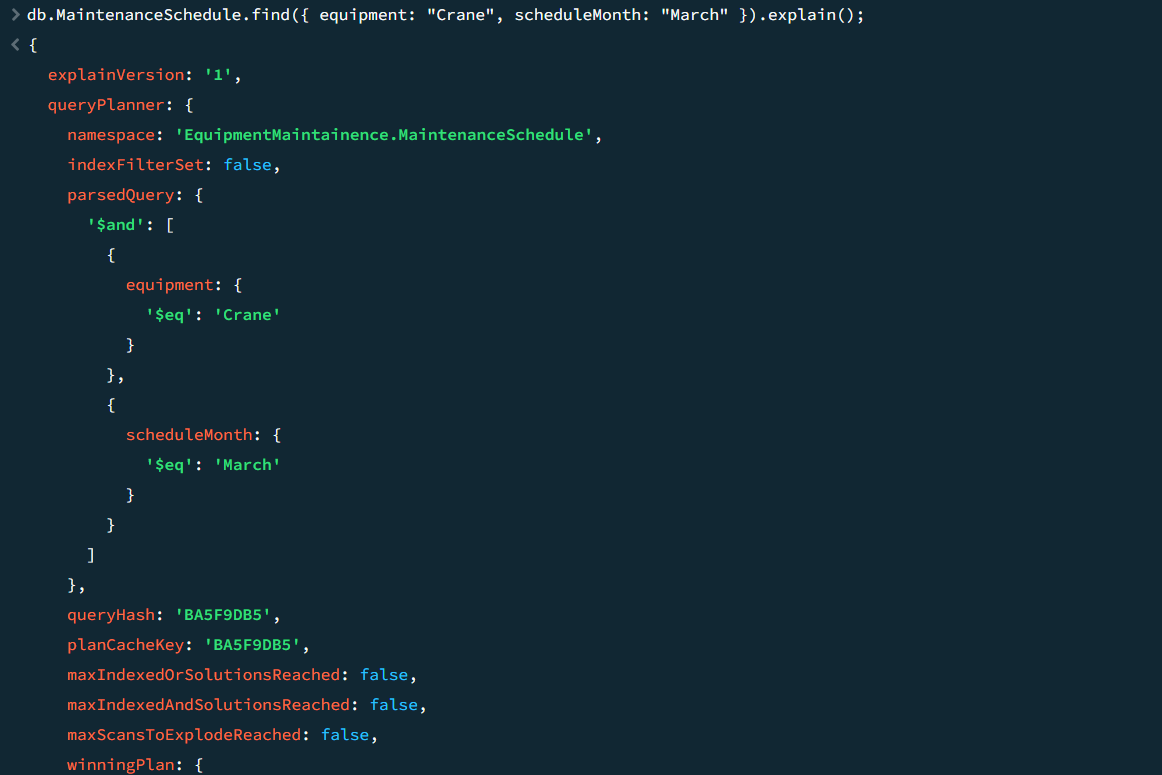 > db.MaintenanceSchedule.find({ equipment: "Crane", scheduleMonth: "March" }).explain();
< {
explainVersion: '1',
queryPlanner: {
namespace: 'EquipmentMaintainence.MaintenanceSchedule',
indexFilterSet: false,
parsedQuery: {
'$and': [
{
equipment: {
'$eq': 'Crane'
}
},
{
scheduleMonth: {
'$eq': 'March'
}
}
]
},
queryHash: 'BA5F9DB5',
planCacheKey: 'BA5F9DB5',
maxIndexedOrSolutionsReached: false,
maxIndexedAndSolutionsReached: false,
maxScansToExplodeReached: false,
winningPlan: {